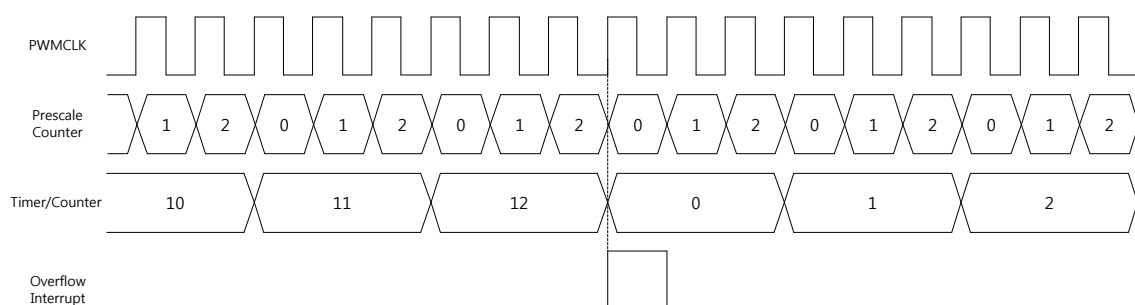 PWMCLK
Prescale
Counter
1 2 0 1 2 0 1 2 0 1 2 0 1 2 0 1 2
Timer/Counter
10 11 12 0 1 2
Overflow
Interrupt